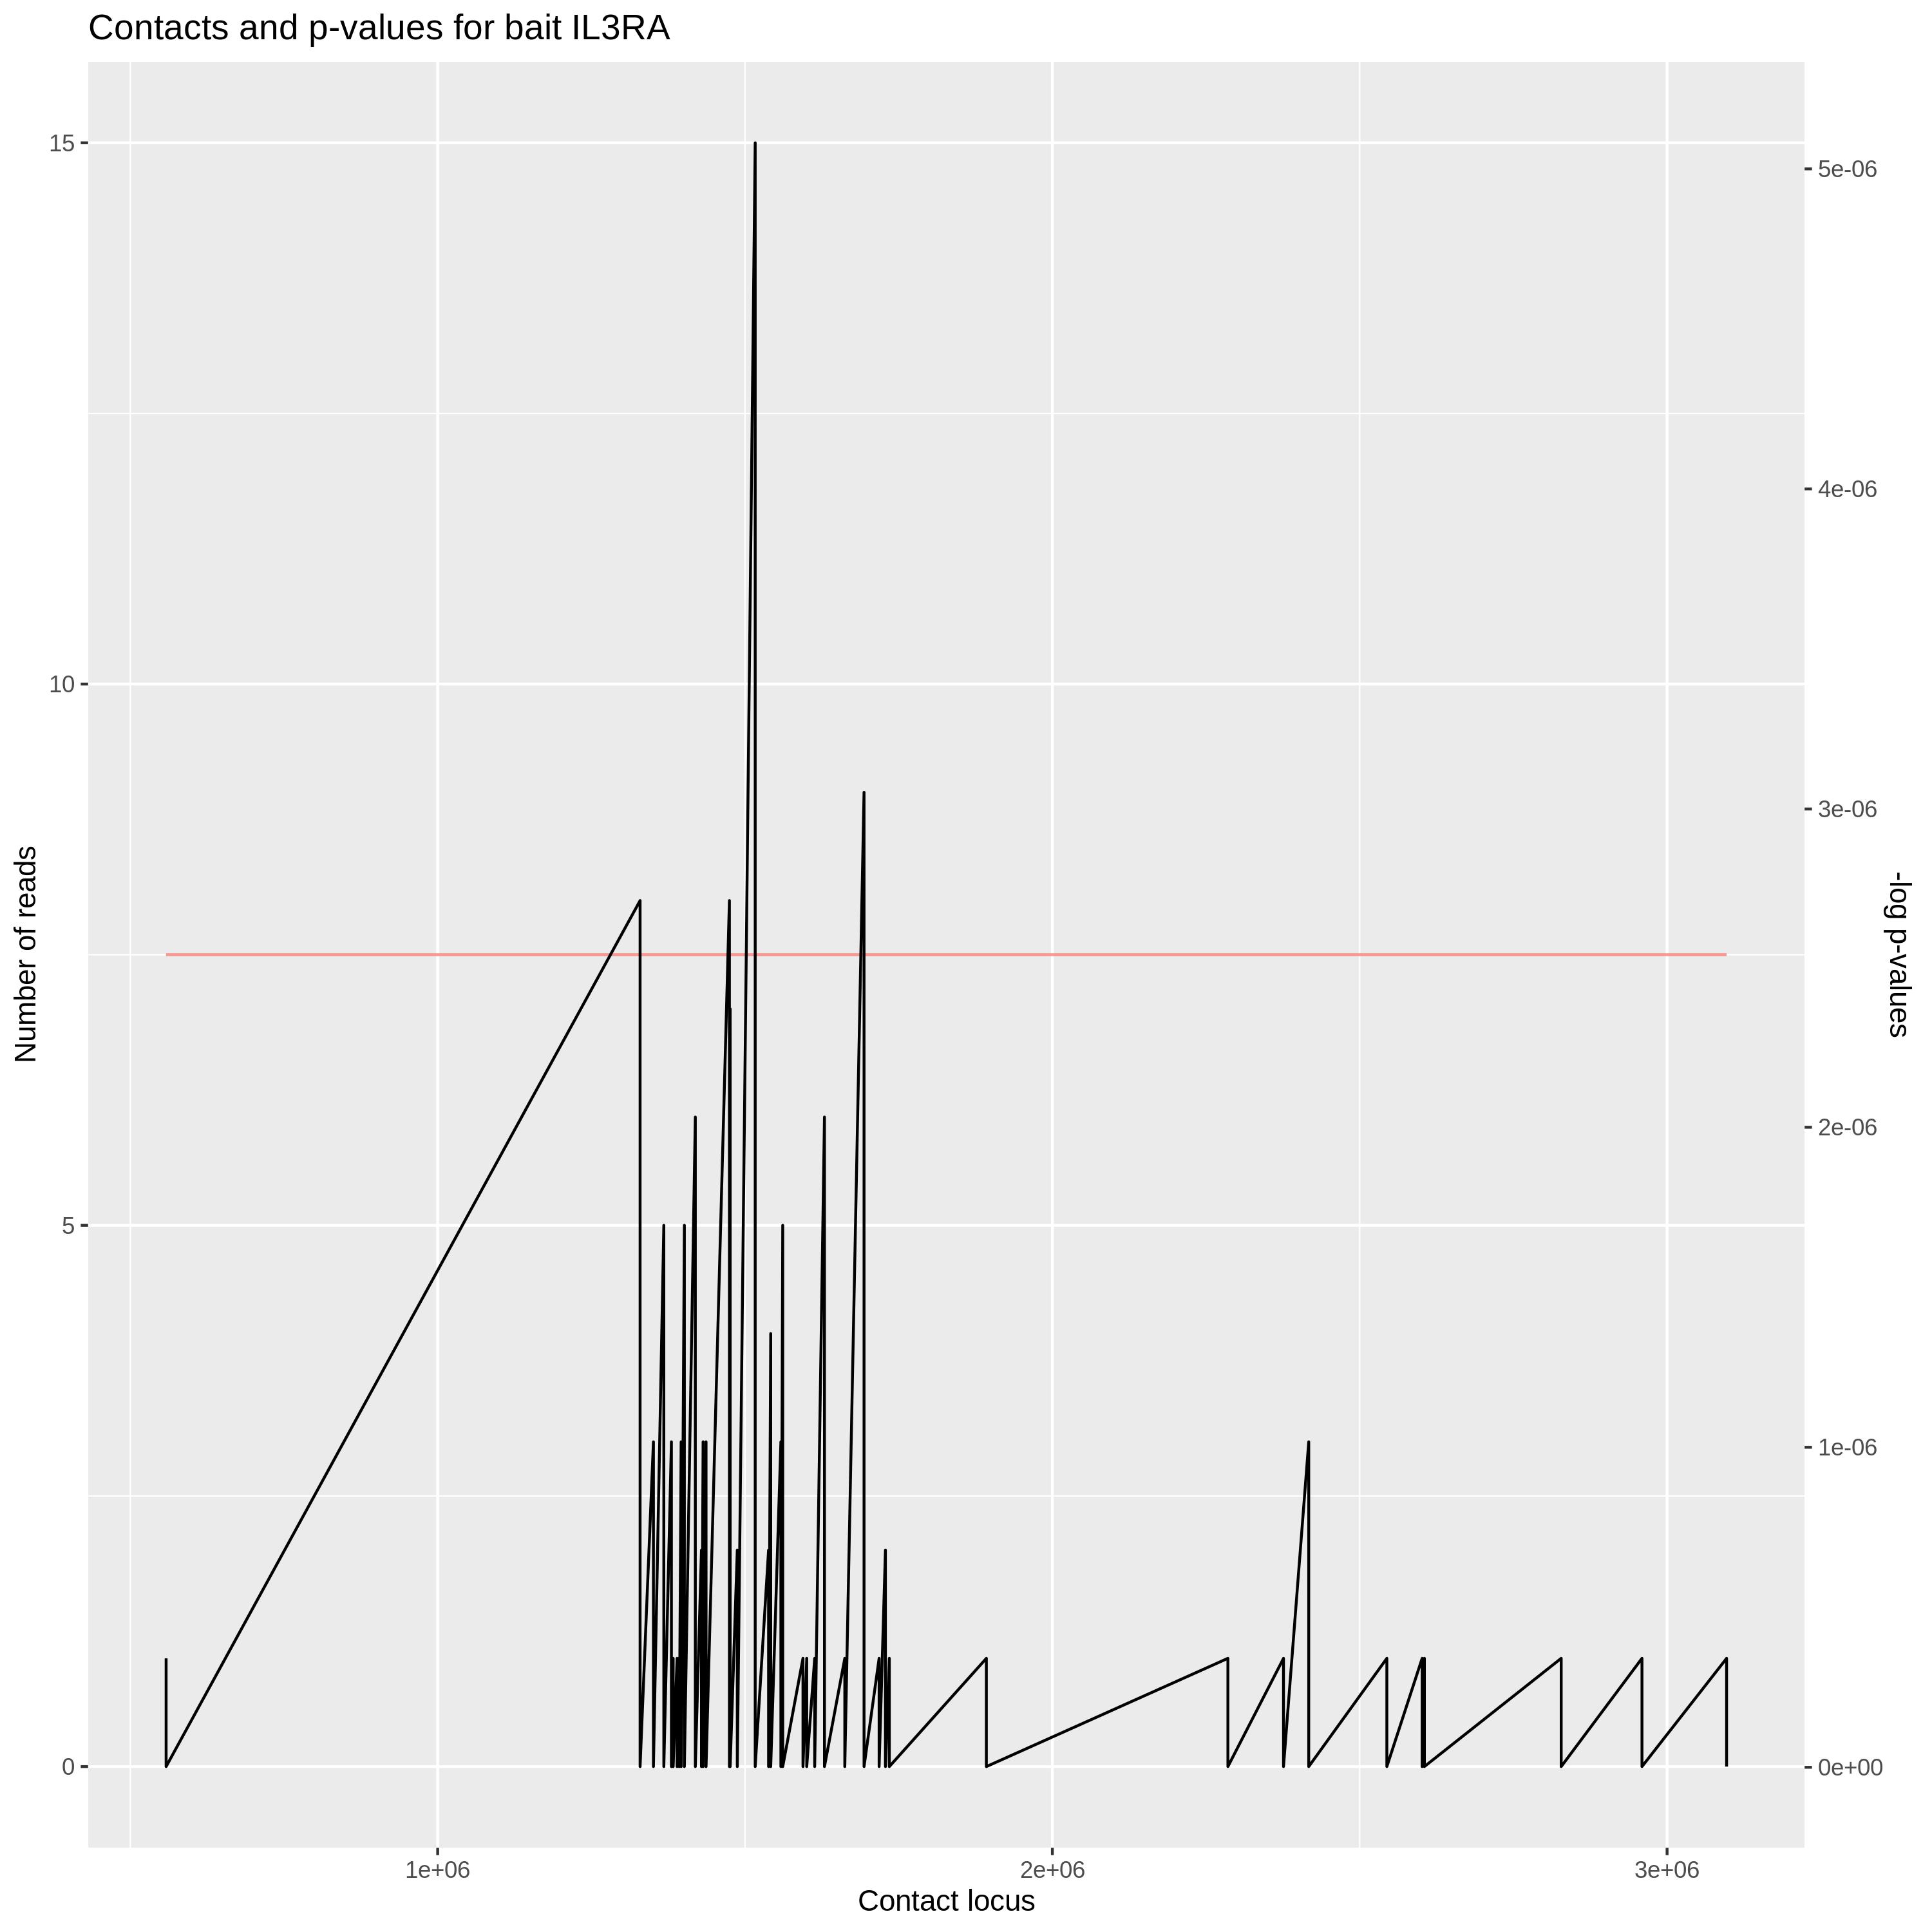 Contacts and p-values for bait IL3RA
15
10
5
0
Number of reads
5e-06
4e-06
3e-06
2e-06
1e-06
0e+00
-log p-values
1e+06
2e+06
3e+06
Contact locus